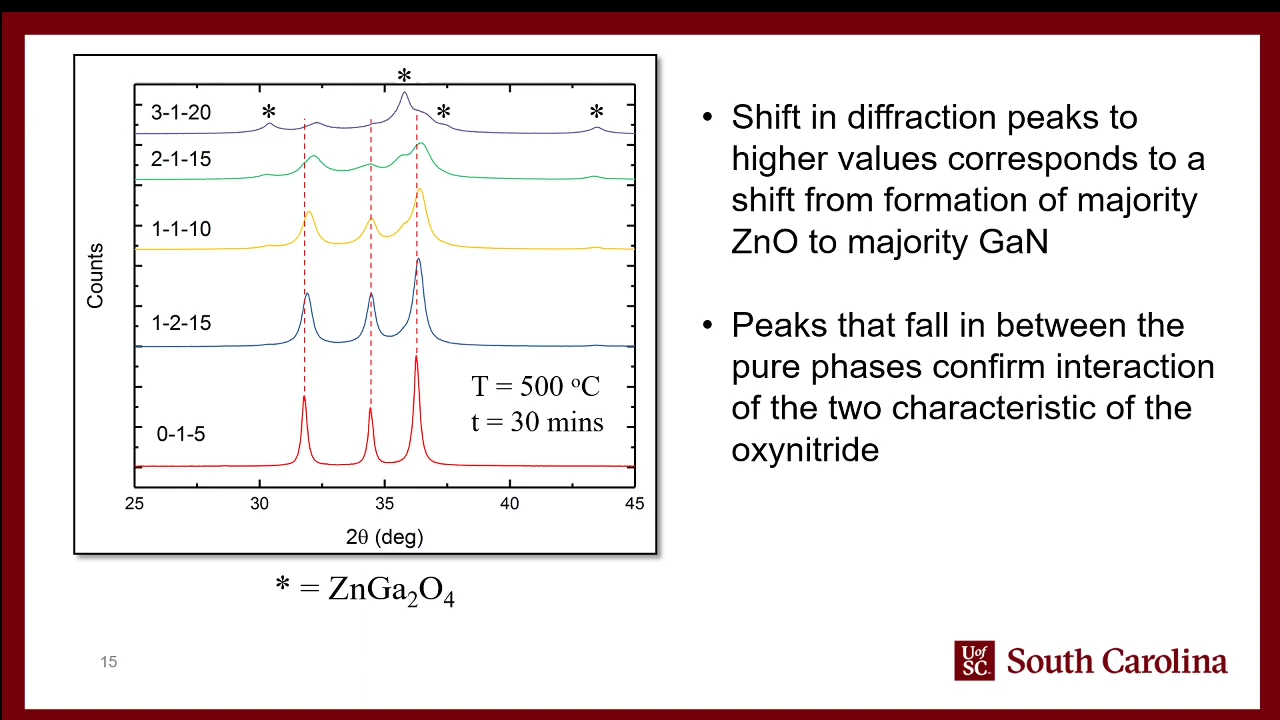 *
* * *
3-1-20
2-1-15
1-1-10
1-2-15
0-1-5
T = 500 °C
t = 30 mins
Counts
25 30 35 40 45
2θ (deg)
* = ZnGa₂O₄
• Shift in diffraction peaks to
higher values corresponds to a
shift from formation of majority
ZnO to majority GaN
• Peaks that fall in between the
pure phases confirm interaction
of the two characteristic of the
oxynitride
15
UofSC
South Carolina